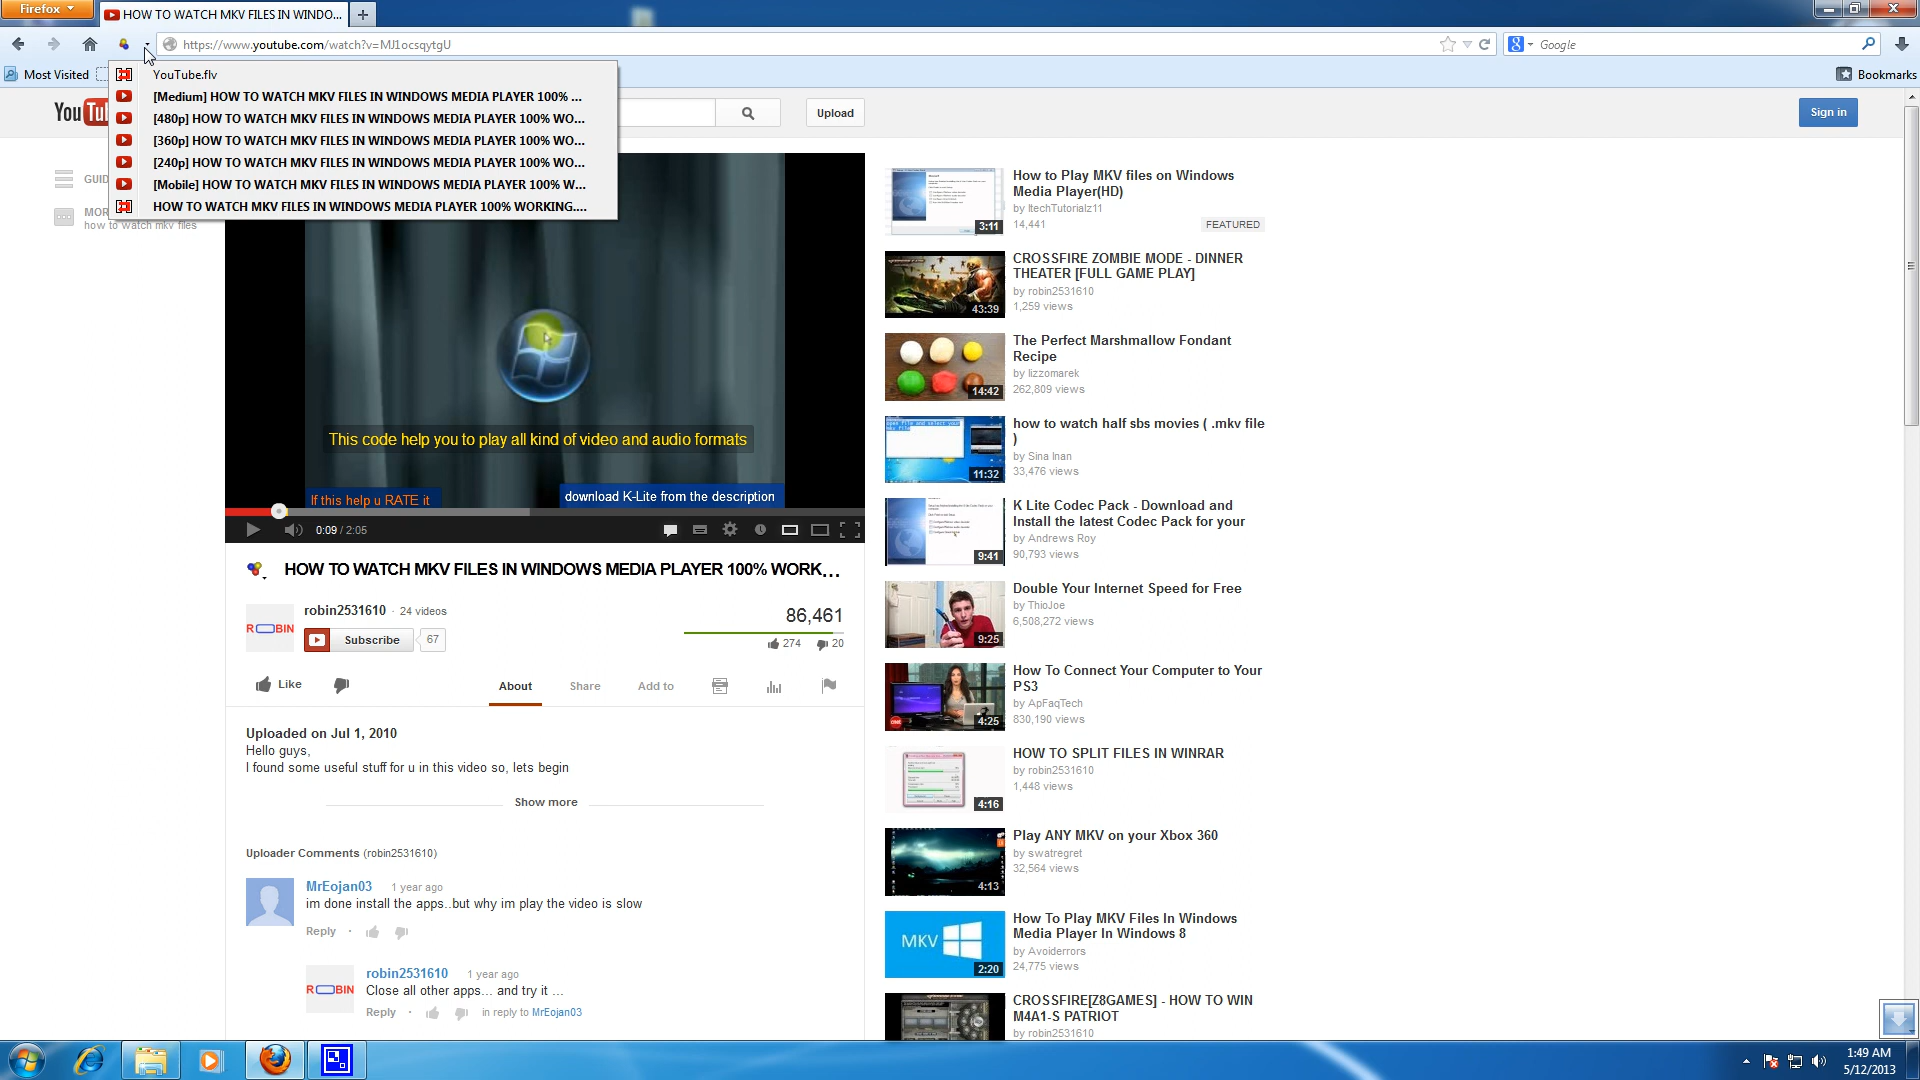 Firefox
HOW TO WATCH MKV FILES IN WINDO...
https://www.youtube.com/watch?v=MJ1ocsqytgU
Google
Most Visited
Bookmarks
YouTube.flv
[Medium] HOW TO WATCH MKV FILES IN WINDOWS MEDIA PLAYER 100% ...
[480p] HOW TO WATCH MKV FILES IN WINDOWS MEDIA PLAYER 100% WO...
[360p] HOW TO WATCH MKV FILES IN WINDOWS MEDIA PLAYER 100% WO...
[240p] HOW TO WATCH MKV FILES IN WINDOWS MEDIA PLAYER 100% WO...
[Mobile] HOW TO WATCH MKV FILES IN WINDOWS MEDIA PLAYER 100% W...
HOW TO WATCH MKV FILES IN WINDOWS MEDIA PLAYER 100% WORKING....
You Tu
Upload
Sign in
GUID
MOR
how to watch mkv files
This code help you to play all kind of video and audio formats
If this help u RATE it
download K-Lite from the description
0:09 / 2:05
HOW TO WATCH MKV FILES IN WINDOWS MEDIA PLAYER 100% WORK...
ROBIN
robin2531610 · 24 videos
Subscribe 67
86,461
274 20
Like
About
Share
Add to
Uploaded on Jul 1, 2010
Hello guys,
I found some useful stuff for u in this video so, lets begin
Show more
Uploader Comments (robin2531610)
MrEojan03 1 year ago
im done install the apps..but why im play the video is slow
Reply ·
ROBIN
robin2531610 1 year ago
Close all other apps... and try it ...
Reply · in reply to MrEojan03
How to Play MKV files on Windows
Media Player(HD)
by ItechTutorialz11
14,441
FEATURED
3:11
CROSSFIRE ZOMBIE MODE - DINNER
THEATER [FULL GAME PLAY]
by robin2531610
1,259 views
43:39
The Perfect Marshmallow Fondant
Recipe
by lizzomarek
262,809 views
14:42
how to watch half sbs movies ( .mkv file
)
by Sina Inan
33,476 views
11:32
K Lite Codec Pack - Download and
Install the latest Codec Pack for your
by Andrews Roy
90,793 views
9:41
Double Your Internet Speed for Free
by ThioJoe
6,508,272 views
9:25
How To Connect Your Computer to Your
PS3
by ApFaqTech
830,190 views
4:25
HOW TO SPLIT FILES IN WINRAR
by robin2531610
1,448 views
4:16
Play ANY MKV on your Xbox 360
by swatregret
32,564 views
4:13
MKV
How To Play MKV Files In Windows
Media Player In Windows 8
by Avoiderrors
24,775 views
2:20
CROSSFIRE[Z8GAMES] - HOW TO WIN
M4A1-S PATRIOT
by robin2531610
1:49 AM
5/12/2013